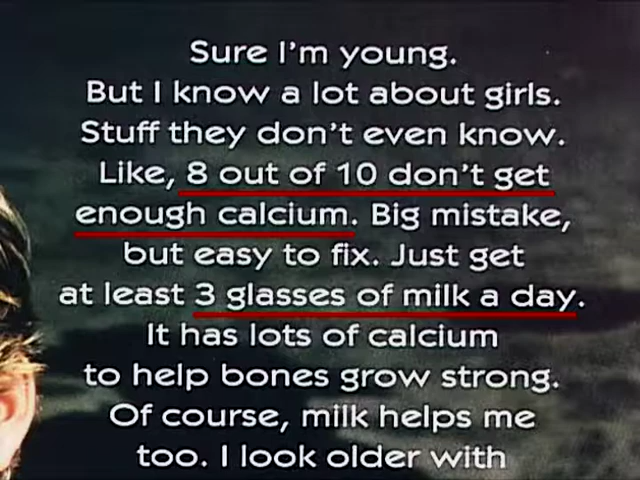 Sure I'm young.
But I know a lot about girls.
Stuff they don't even know.
Like, 8 out of 10 don't get
enough calcium. Big mistake,
but easy to fix. Just get
at least 3 glasses of milk a day.
It has lots of calcium
to help bones grow strong.
Of course, milk helps me
too. I look older with